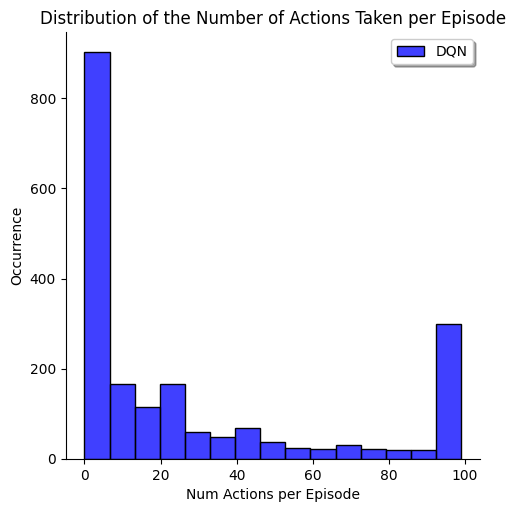 Distribution of the Number of Actions Taken per Episode
DQN
Occurrence
800
600
400
200
0
0 20 40 60 80 100
Num Actions per Episode